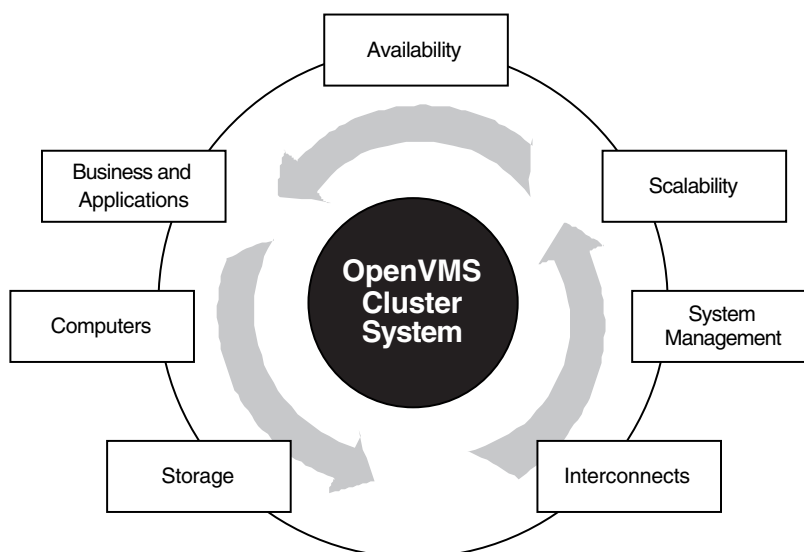 Availability
Business and
Applications
Scalability
OpenVMS
Cluster
System
Computers
System
Management
Storage
Interconnects